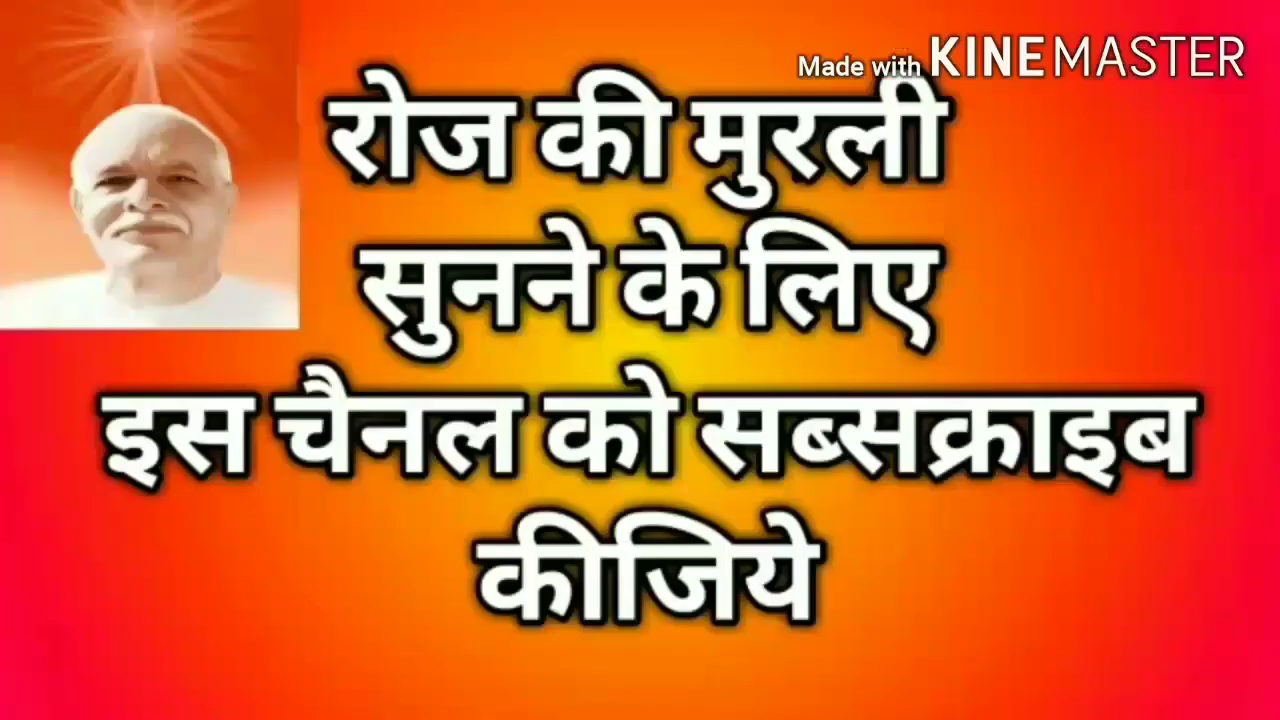 Made with KINEMASTER
रोज की मुरली
सुनने के लिए
इस चैनल को सब्सक्राइब
कीजिये